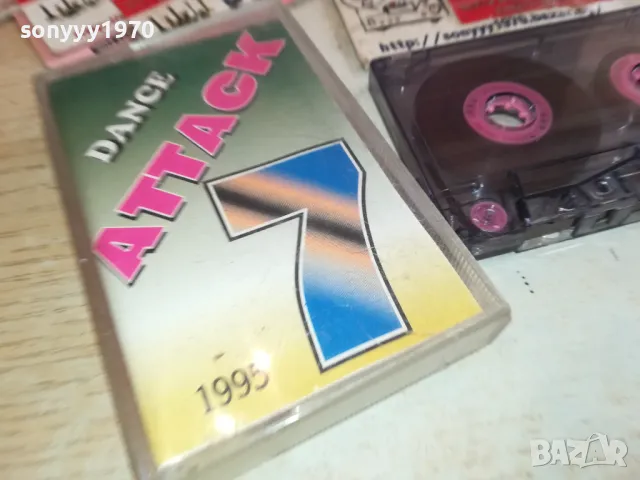 sonyyy1970
DANCE
ATTACK
7
1995
BAZAR